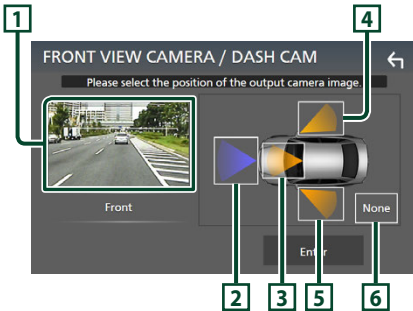 1
4
FRONT VIEW CAMERA / DASH CAM
Please select the position of the output camera image.
Front
None
Enter
2
3
5
6